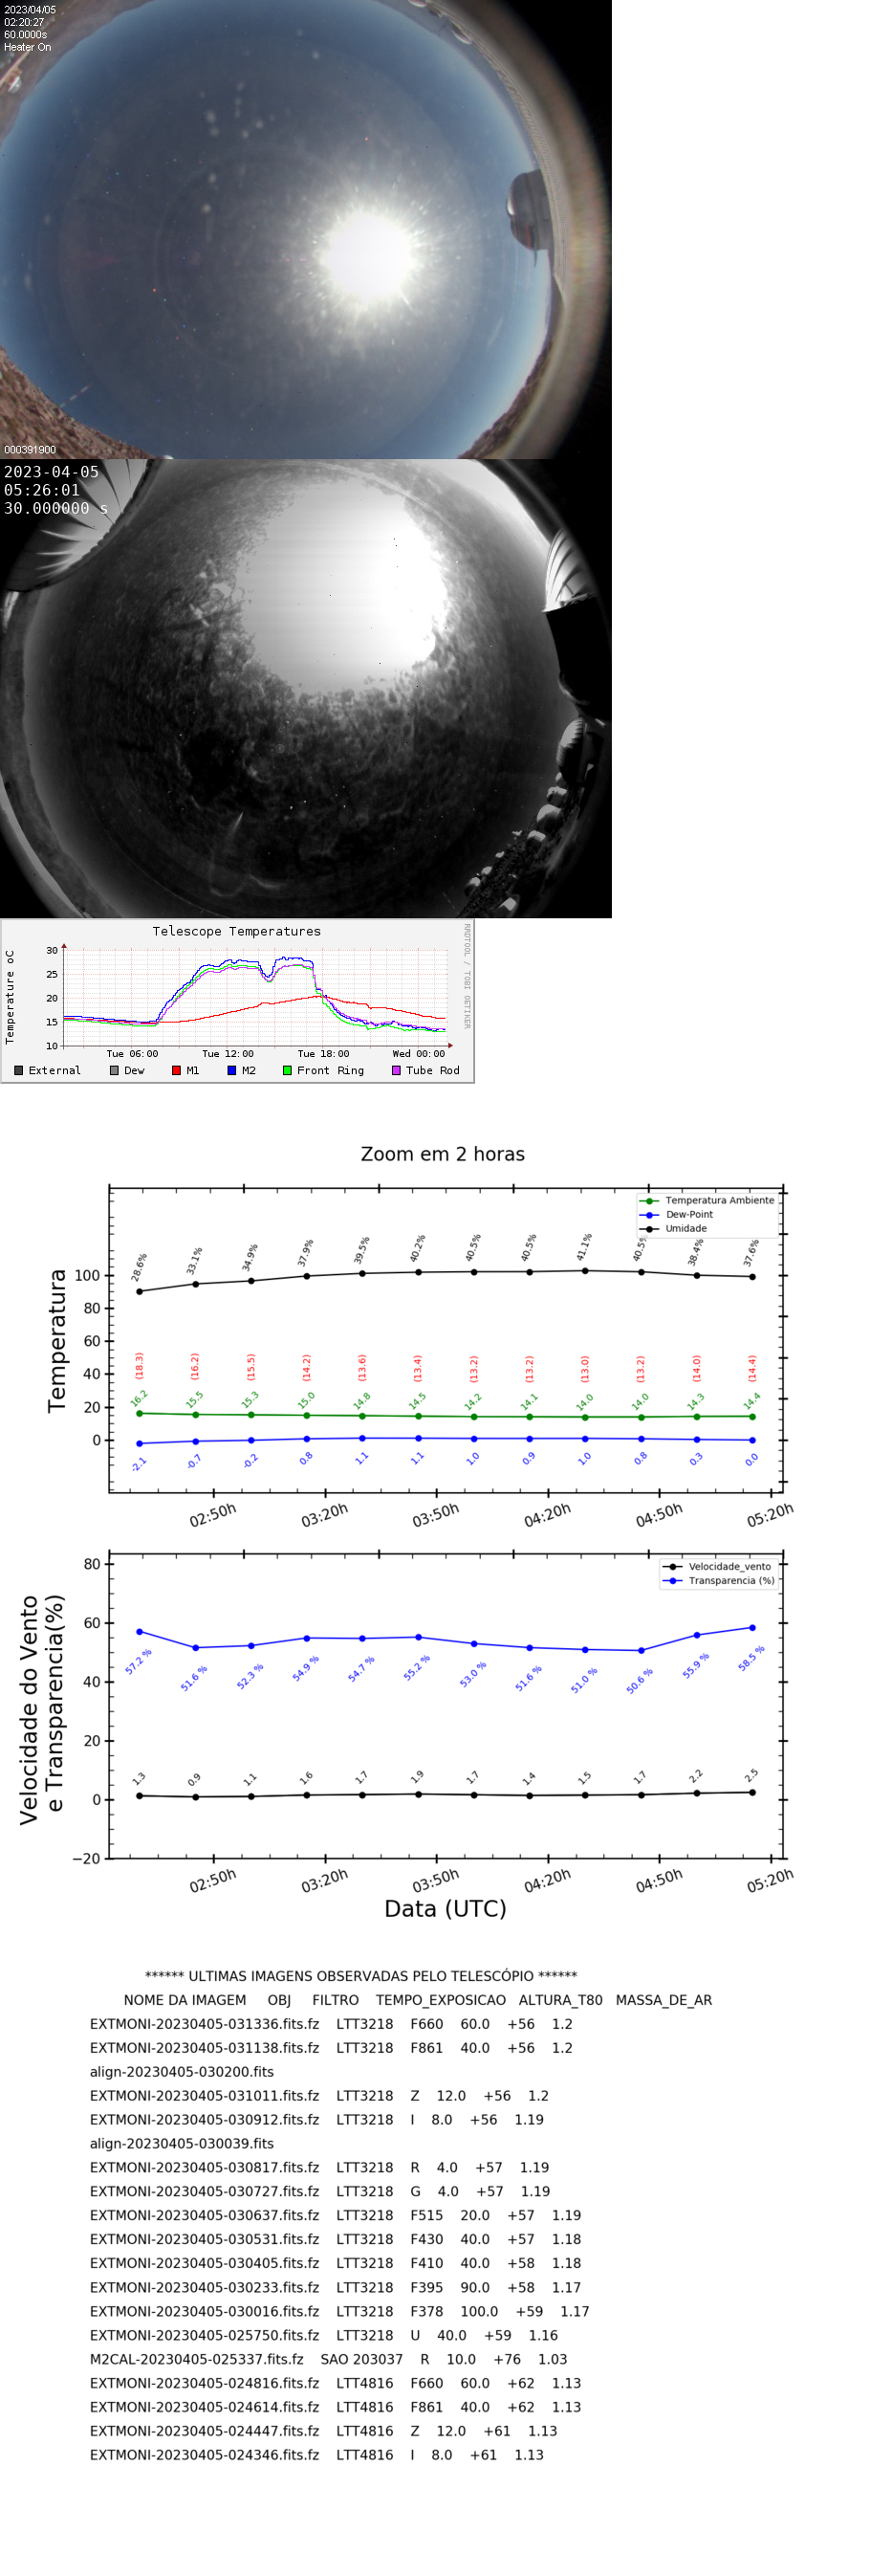 2023/04/05
02:20:27
60.0000s
Heater On
000391900
2023-04-05
05:26:01
30.000000 s
Telescope Temperatures
RRDTOOL / TOBI OETIKER
Temperature oC
30
25
20
15
10
Tue 06:00 Tue 12:00 Tue 18:00 Wed 00:00
External Dew M1 M2 Front Ring Tube Rod
Zoom em 2 horas
Temperatura Ambiente
Dew-Point
Umidade
Temperatura
100
80
60
40
20
0
28.6% 33.1% 34.9% 37.9% 39.5% 40.2% 40.5% 40.5% 41.1% 40.5% 38.4% 37.6%
(18.3) (16.2) (15.5) (14.2) (13.6) (13.4) (13.2) (13.2) (13.0) (13.2) (14.0) (14.4)
16.2 15.5 15.3 15.0 14.8 14.5 14.2 14.1 14.0 14.0 14.3 14.4
-2.1 -0.7 -0.2 0.8 1.1 1.1 1.0 0.9 1.0 0.8 0.3 0.0
02:50h 03:20h 03:50h 04:20h 04:50h 05:20h
Velocidade_vento
Transparencia (%)
Velocidade do Vento
e Transparencia(%)
80
60
40
20
0
−20
57.2 % 51.6 % 52.3 % 54.9 % 54.7 % 55.2 % 53.0 % 51.6 % 51.0 % 50.6 % 55.9 % 58.5 %
1.3 0.9 1.1 1.6 1.7 1.9 1.7 1.4 1.5 1.7 2.2 2.5
02:50h 03:20h 03:50h 04:20h 04:50h 05:20h
Data (UTC)
****** ULTIMAS IMAGENS OBSERVADAS PELO TELESCÓPIO ******
NOME DA IMAGEM OBJ FILTRO TEMPO_EXPOSICAO ALTURA_T80 MASSA_DE_AR
EXTMONI-20230405-031336.fits.fz LTT3218 F660 60.0 +56 1.2
EXTMONI-20230405-031138.fits.fz LTT3218 F861 40.0 +56 1.2
align-20230405-030200.fits
EXTMONI-20230405-031011.fits.fz LTT3218 Z 12.0 +56 1.2
EXTMONI-20230405-030912.fits.fz LTT3218 I 8.0 +56 1.19
align-20230405-030039.fits
EXTMONI-20230405-030817.fits.fz LTT3218 R 4.0 +57 1.19
EXTMONI-20230405-030727.fits.fz LTT3218 G 4.0 +57 1.19
EXTMONI-20230405-030637.fits.fz LTT3218 F515 20.0 +57 1.19
EXTMONI-20230405-030531.fits.fz LTT3218 F430 40.0 +57 1.18
EXTMONI-20230405-030405.fits.fz LTT3218 F410 40.0 +58 1.18
EXTMONI-20230405-030233.fits.fz LTT3218 F395 90.0 +58 1.17
EXTMONI-20230405-030016.fits.fz LTT3218 F378 100.0 +59 1.17
EXTMONI-20230405-025750.fits.fz LTT3218 U 40.0 +59 1.16
M2CAL-20230405-025337.fits.fz SAO 203037 R 10.0 +76 1.03
EXTMONI-20230405-024816.fits.fz LTT4816 F660 60.0 +62 1.13
EXTMONI-20230405-024614.fits.fz LTT4816 F861 40.0 +62 1.13
EXTMONI-20230405-024447.fits.fz LTT4816 Z 12.0 +61 1.13
EXTMONI-20230405-024346.fits.fz LTT4816 I 8.0 +61 1.13